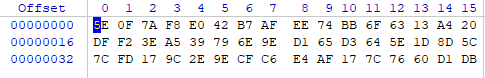 Offset 0 1 2 3 4 5 6 7 8 9 10 11 12 13 14 15
00000000 5E 0F 7A F8 E0 42 B7 AF EE 74 BB 6F 63 13 A4 20
00000016 DF F2 3E A5 39 79 6E 9E D1 65 D3 64 5E 1D 8D 5C
00000032 7C FD 17 9C 2E 9E CF C6 E4 AF 17 7C 76 60 D1 DB